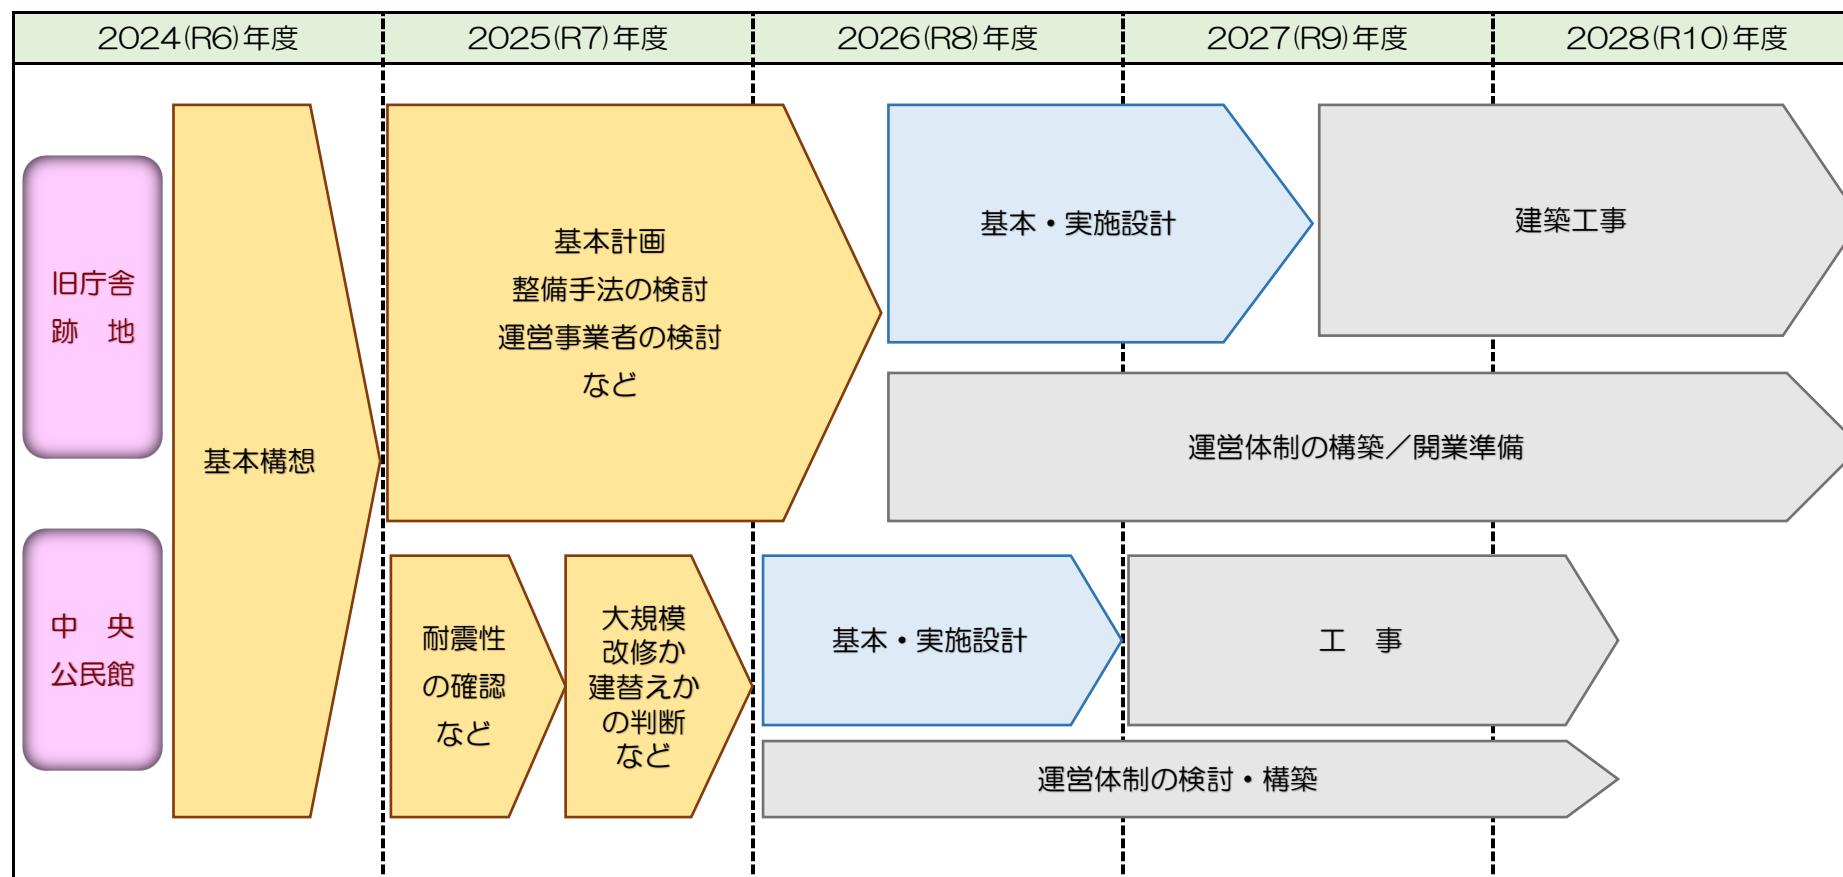 2024(R6)年度
2025(R7)年度
2026(R8)年度
2027(R9)年度
2028(R10)年度
旧庁舎
跡　地
基本構想
基本計画
整備手法の検討
運営事業者の検討
など
基本・実施設計
建築工事
運営体制の構築／開業準備
中　央
公民館
耐震性
の確認
など
大規模
改修か
建替えか
の判断
など
基本・実施設計
工　事
運営体制の検討・構築